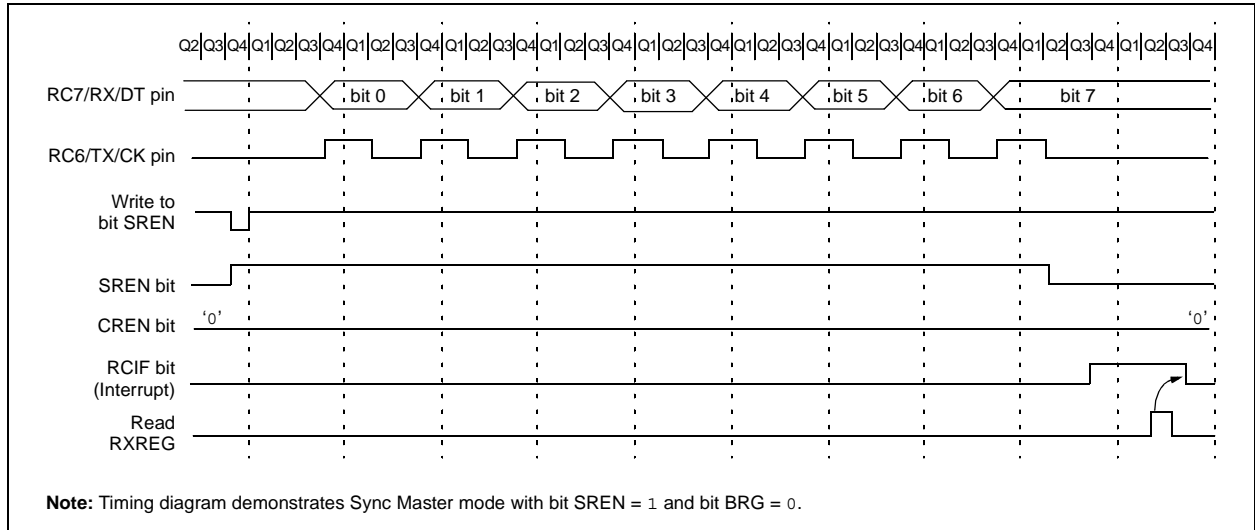 Q2 Q3 Q4 Q1 Q2 Q3 Q4 Q1 Q2 Q3 Q4 Q1 Q2 Q3 Q4 Q1 Q2 Q3 Q4 Q1 Q2 Q3 Q4 Q1 Q2 Q3 Q4 Q1 Q2 Q3 Q4 Q1 Q2 Q3 Q4 Q1 Q2 Q3 Q4 Q1 Q2 Q3 Q4
RC7/RX/DT pin bit 0 bit 1 bit 2 bit 3 bit 4 bit 5 bit 6 bit 7
RC6/TX/CK pin
Write to
bit SREN
SREN bit
CREN bit ‘0’ ‘0’
RCIF bit
(Interrupt)
Read
RXREG
Note: Timing diagram demonstrates Sync Master mode with bit SREN = 1 and bit BRG = 0.